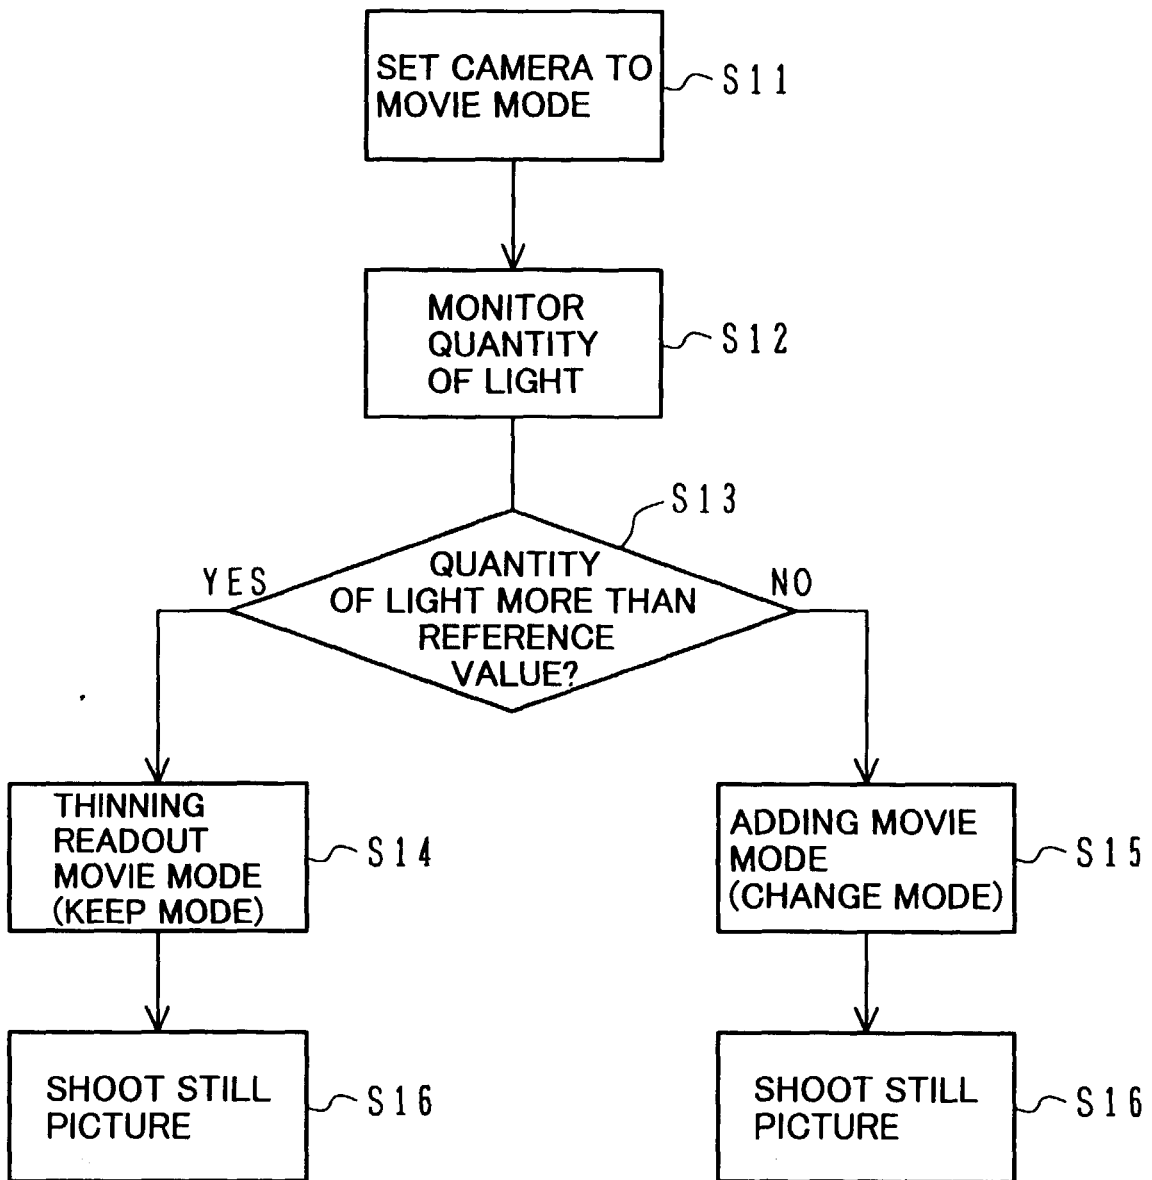 SET CAMERA TO
MOVIE MODE
S11
MONITOR
QUANTITY
OF LIGHT
S12
S13
QUANTITY
OF LIGHT MORE THAN
REFERENCE
VALUE?
YES
NO
THINNING
READOUT
MOVIE MODE
(KEEP MODE)
S14
ADDING MOVIE
MODE
(CHANGE MODE)
S15
SHOOT STILL
PICTURE
S16
SHOOT STILL
PICTURE
S16